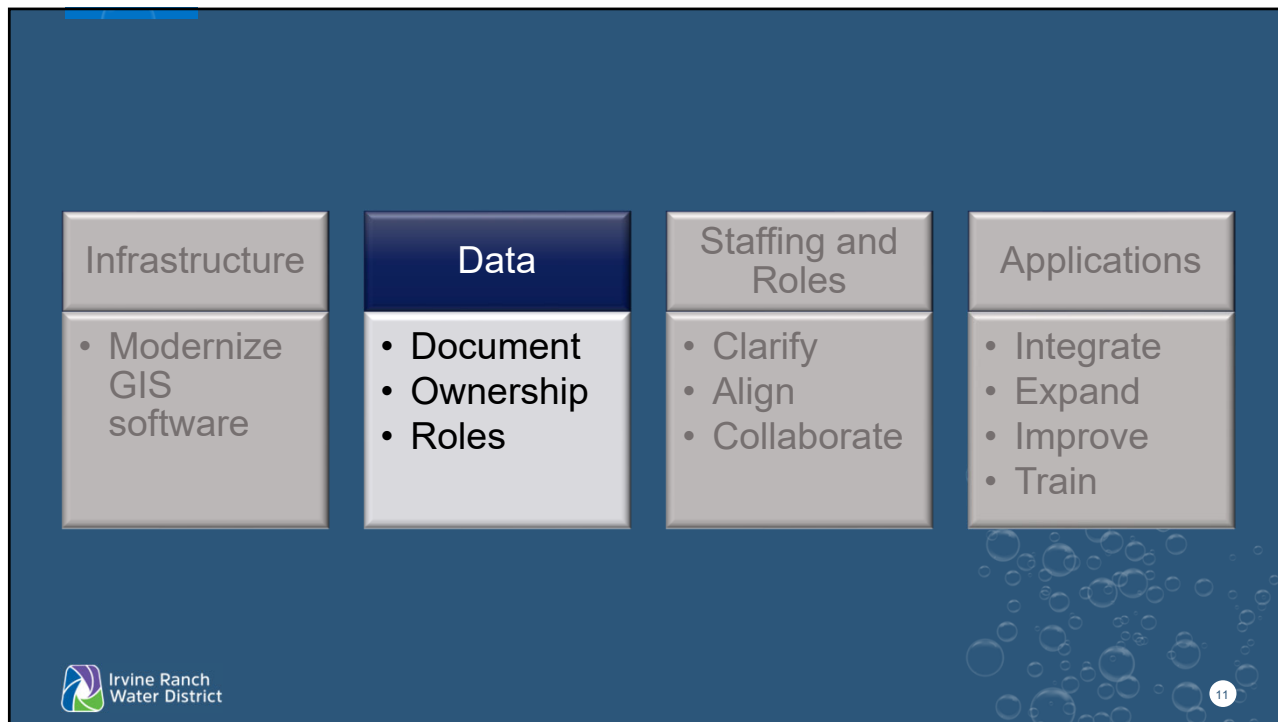 Infrastructure
• Modernize
GIS
software
Data
• Document
• Ownership
• Roles
Staffing and
Roles
• Clarify
• Align
• Collaborate
Applications
• Integrate
• Expand
• Improve
• Train
Irvine Ranch
Water District
11